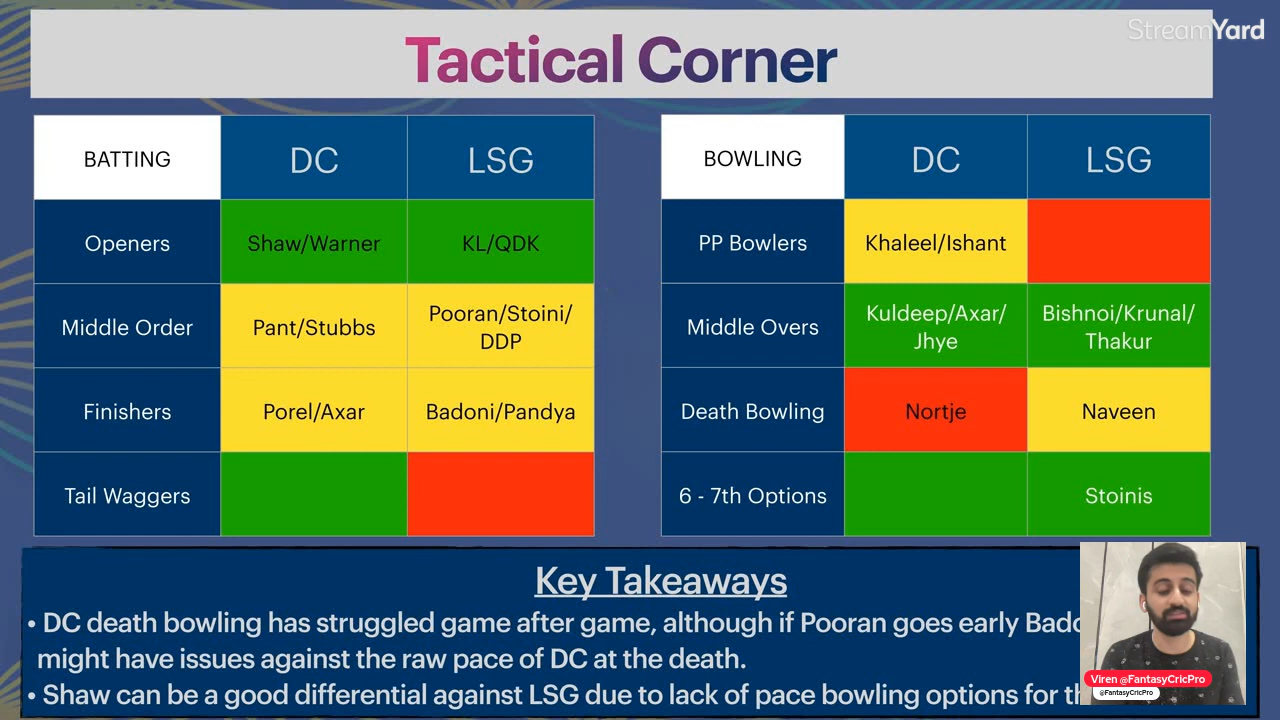 StreamYard
Tactical Corner
BATTING DC LSG
Openers Shaw/Warner KL/QDK
Middle Order Pant/Stubbs Pooran/Stoini/
DDP
Finishers Porel/Axar Badoni/Pandya
Tail Waggers
BOWLING DC LSG
PP Bowlers Khaleel/Ishant
Middle Overs Kuldeep/Axar/ Bishnoi/Krunal/
Jhye Thakur
Death Bowling Nortje Naveen
6 - 7th Options Stoinis
Key Takeaways
• DC death bowling has struggled game after game, although if Pooran goes early
might have issues against the raw pace of DC at the death.
• Shaw can be a good differential against LSG due to lack of pace bowling options for
Viren @FantasyCricPro
@FantasyCricPro